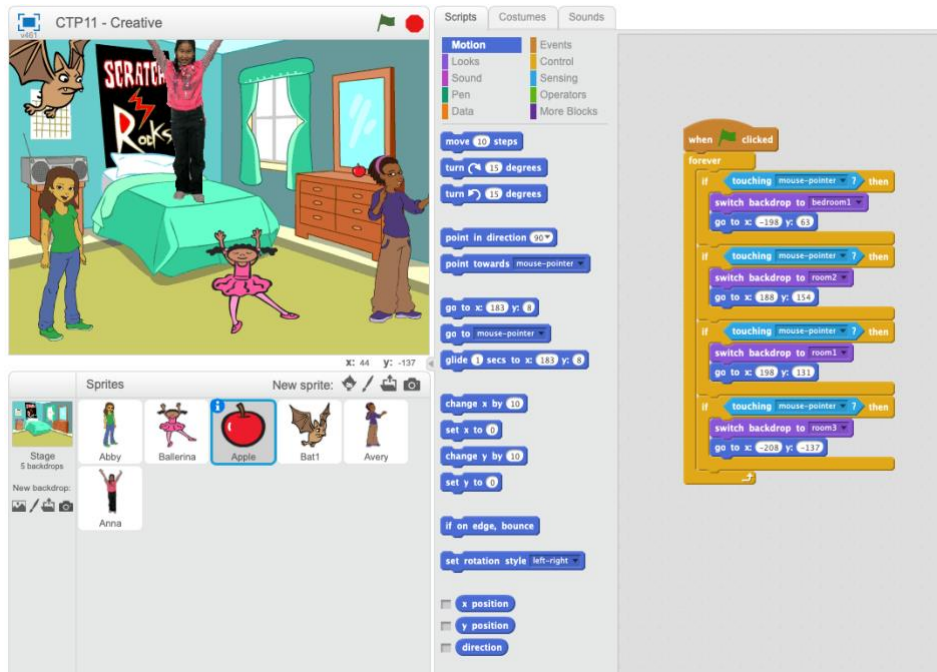 CTP11 - Creative
v461
SCRATCH
Rocks
x: 44 y: -137
Sprites
New sprite:
Stage
5 backdrops
New backdrop:
Abby
Ballerina
Apple
Bat1
Avery
Anna
Scripts
Costumes
Sounds
Motion
Looks
Sound
Pen
Data
Events
Control
Sensing
Operators
More Blocks
move 10 steps
turn 15 degrees
turn 15 degrees
point in direction 90
point towards mouse-pointer
go to x: 183 y: 8
go to mouse-pointer
glide 1 secs to x: 183 y: 8
change x by 10
set x to 0
change y by 10
set y to 0
if on edge, bounce
set rotation style left-right
x position
y position
direction
when clicked
forever
if touching mouse-pointer ? then
switch backdrop to bedroom1
go to x: -198 y: 63
if touching mouse-pointer ? then
switch backdrop to room2
go to x: 188 y: 154
if touching mouse-pointer ? then
switch backdrop to room1
go to x: 198 y: 131
if touching mouse-pointer ? then
switch backdrop to room3
go to x: -208 y: -137